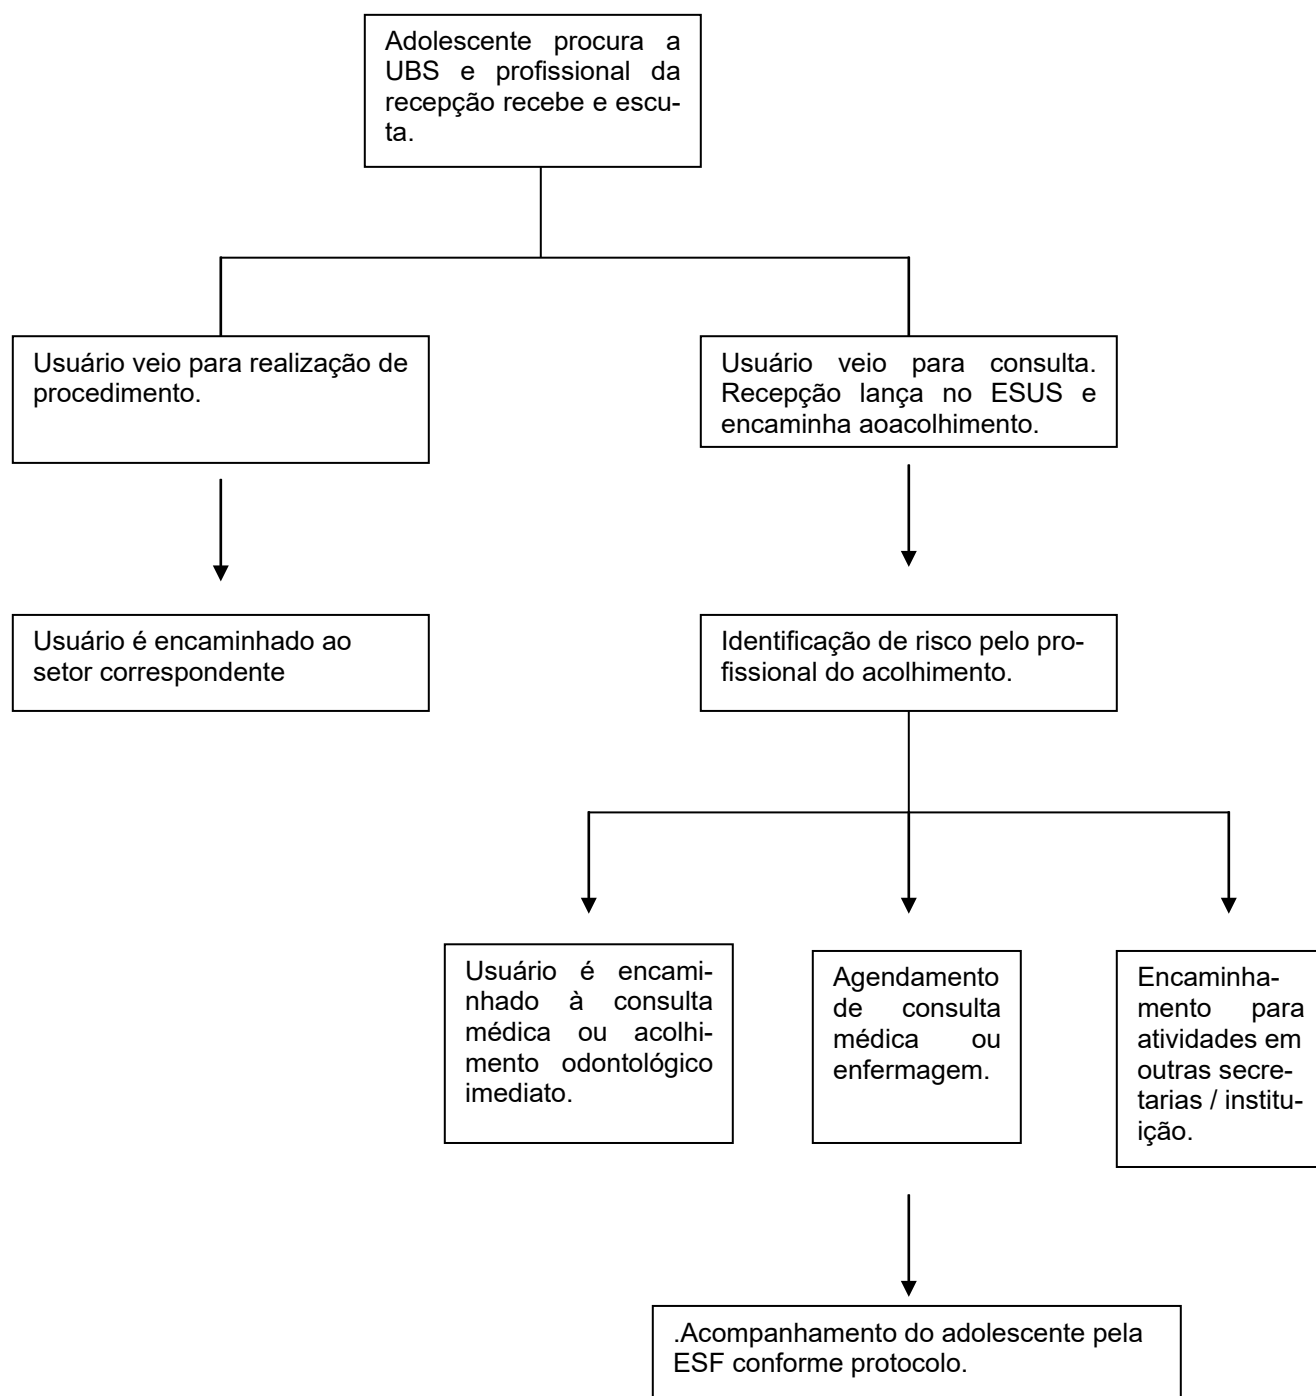 Adolescente procura a
UBS e profissional da
recepção recebe e escu-
ta.
Usuário veio para realização de
procedimento.
Usuário veio para consulta.
Recepção lança no ESUS e
encaminha aoacolhimento.
Usuário é encaminhado ao
setor correspondente
Identificação de risco pelo pro-
fissional do acolhimento.
Usuário é encami-
nhado à consulta
médica ou acolhi-
mento odontológico
imediato.
Agendamento
de consulta
médica ou
enfermagem.
Encaminha-
mento para
atividades em
outras secre-
tarias / institu-
ição.
.Acompanhamento do adolescente pela
ESF conforme protocolo.